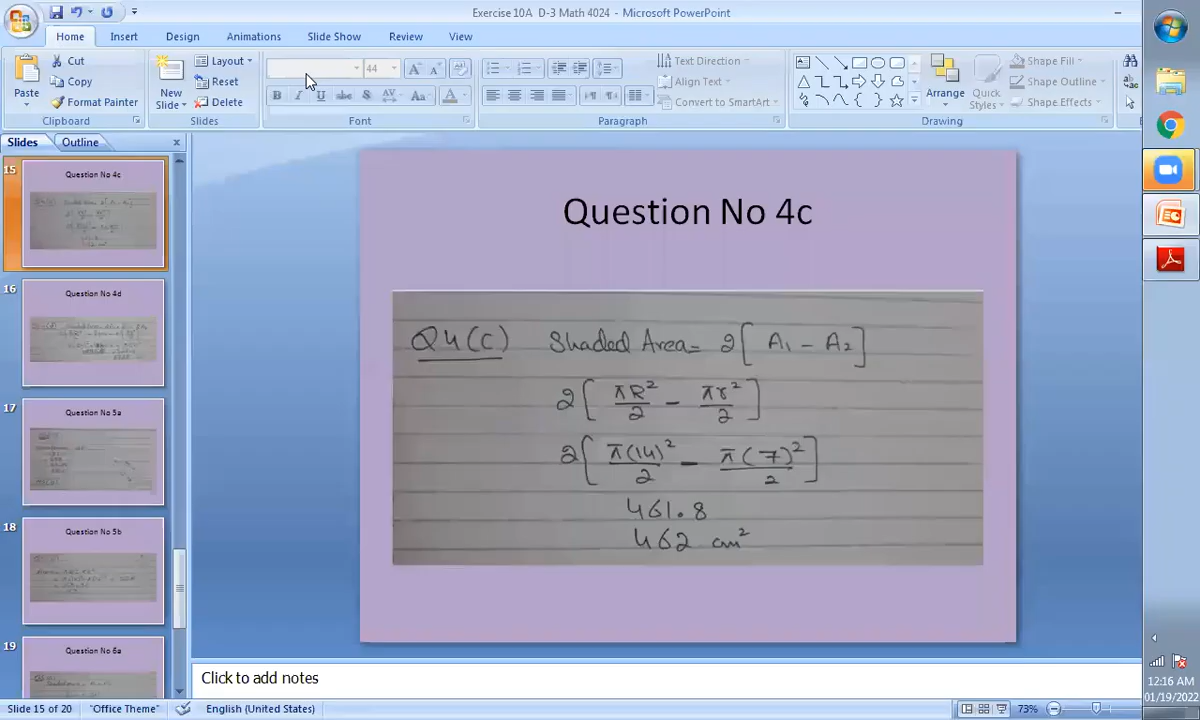 Exercise 10A D-3 Math 4024 - Microsoft PowerPoint
Home Insert Design Animations Slide Show Review View
Paste
Cut
Copy
Format Painter
Clipboard
New Slide
Layout
Reset
Delete
Slides
44
B I U abc S AV Aa A
Font
Text Direction
Align Text
Convert to SmartArt
Paragraph
Arrange
Quick Styles
Shape Fill
Shape Outline
Shape Effects
Drawing
Slides Outline
15
Question No 4c
16
Question No 4d
17
Question No 5a
18
Question No 5b
19
Question No 6a
Question No 4c
Q4(C) Shaded Area = 2[A₁ - A₂]
2[πR²/2 - πr²/2]
2[π(14)²/2 - π(7)²/2]
461.8
462 cm²
Click to add notes
Slide 15 of 20 "Office Theme" English (United States) 73%
12:16 AM
01/19/2022